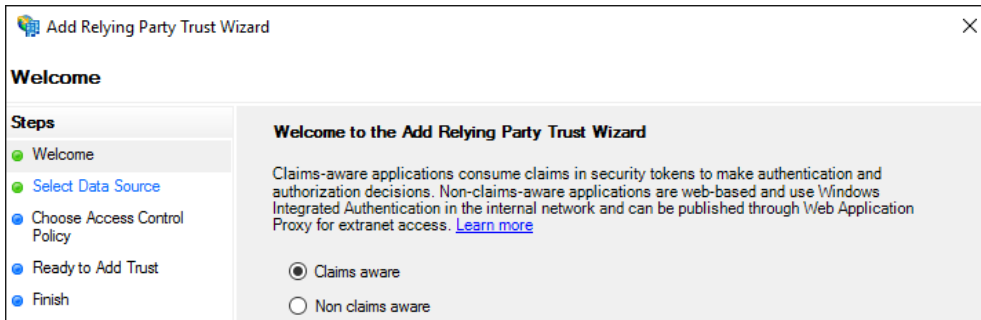 Add Relying Party Trust Wizard
Welcome
Steps
Welcome
Select Data Source
Choose Access Control
Policy
Ready to Add Trust
Finish
Welcome to the Add Relying Party Trust Wizard
Claims-aware applications consume claims in security tokens to make authentication and
authorization decisions. Non-claims-aware applications are web-based and use Windows
Integrated Authentication in the internal network and can be published through Web Application
Proxy for extranet access. Learn more
Claims aware
Non claims aware